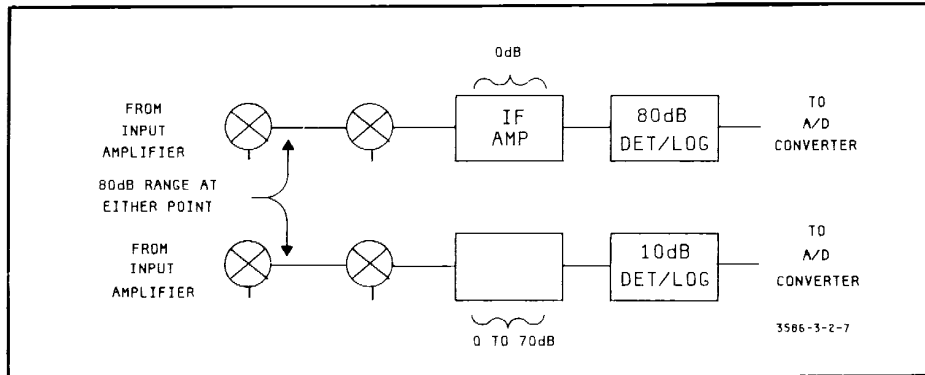 0dB
FROM
INPUT
AMPLIFIER
IF
AMP
80dB
DET/LOG
TO
A/D
CONVERTER
80dB RANGE AT
EITHER POINT
FROM
INPUT
AMPLIFIER
10dB
DET/LOG
TO
A/D
CONVERTER
0 TO 70dB
3586-3-2-7